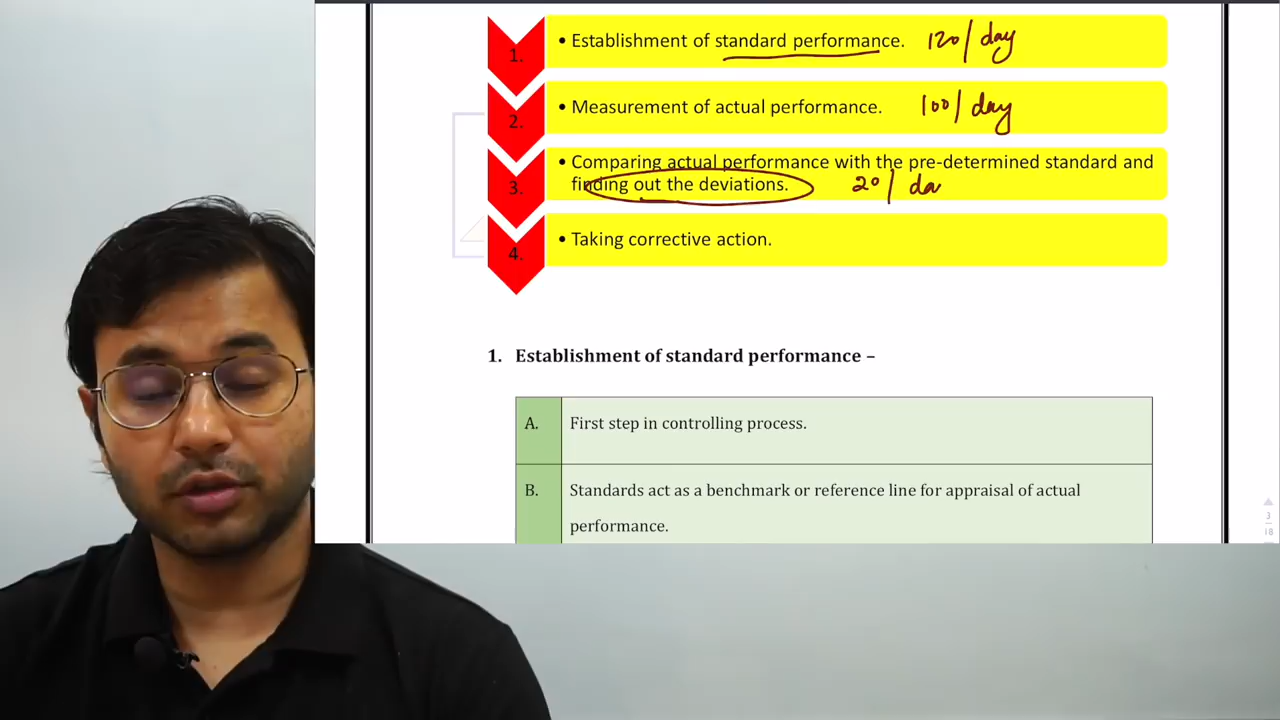 1. • Establishment of standard performance. 120/day
2. • Measurement of actual performance. 100/day
3. • Comparing actual performance with the pre-determined standard and
finding out the deviations. 20/ da
4. • Taking corrective action.
1. Establishment of standard performance –
A. First step in controlling process.
B. Standards act as a benchmark or reference line for appraisal of actual
performance.
3
18